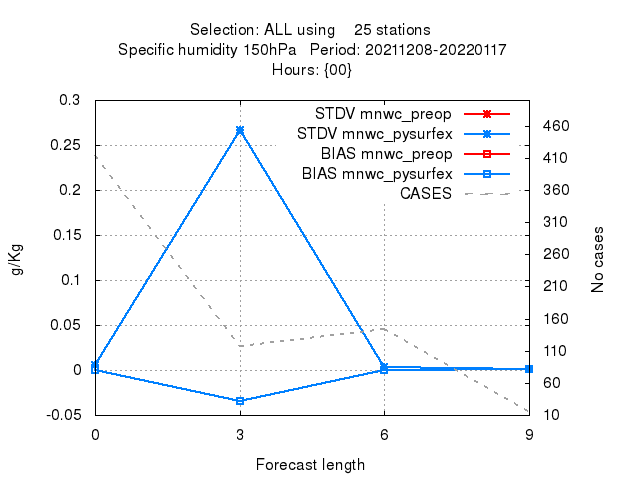 Selection: ALL using 25 stations
Specific humidity 150hPa Period: 20211208-20220117
Hours: {00}
0.3
0.25
0.2
0.15
0.1
0.05
0
-0.05
g/Kg
STDV mnwc_preop
STDV mnwc_pysurfex
BIAS mnwc_preop
BIAS mnwc_pysurfex
CASES
460
410
360
310
260
210
160
110
60
10
No cases
0 3 6 9
Forecast length